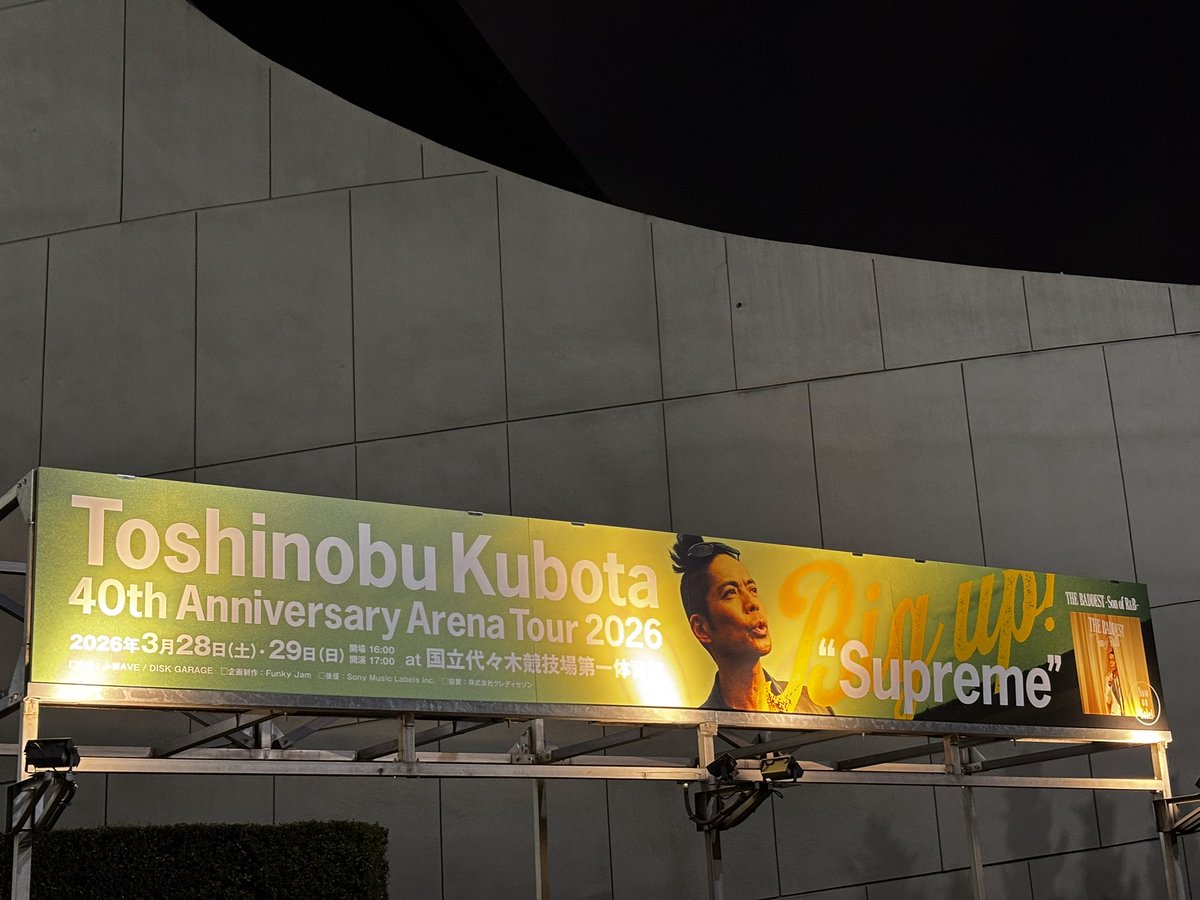 Toshinobu Kubota
40th Anniversary Arena Tour 2026
2026年3月28日(土)・29日(日) 開場 16:00 開演 17:00 at 国立代々木競技場第一体
WAVE / DISK GARAGE □企画制作：Funky Jam □後援：Sony Music Labels Inc. □協賛：株式会社クレディセゾン
Big up!
“Supreme”
THE BADDEST -Son of R&B-
THE BADDEST